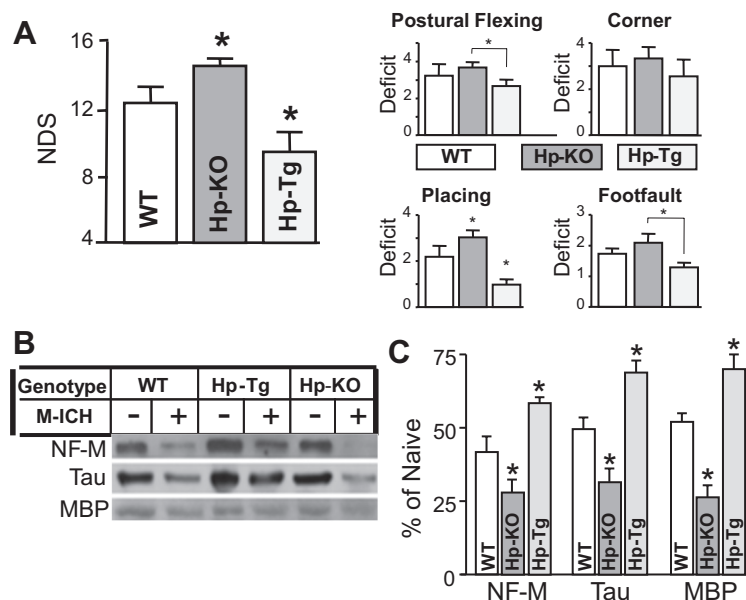 A
NDS
16
12
8
4
*
*
WT
Hp-KO
Hp-Tg
Postural Flexing
Deficit
4
2
0
*
Corner
Deficit
4
2
0
WT
Hp-KO
Hp-Tg
Placing
Deficit
4
2
0
*
*
Footfault
Deficit
3
2
1
0
*
B
Genotype WT Hp-Tg Hp-KO
M-ICH - + - + - +
NF-M
Tau
MBP
C
% of Naive
75
50
25
0
* * * * * *
WT Hp-KO Hp-Tg WT Hp-KO Hp-Tg WT Hp-KO Hp-Tg
NF-M Tau MBP